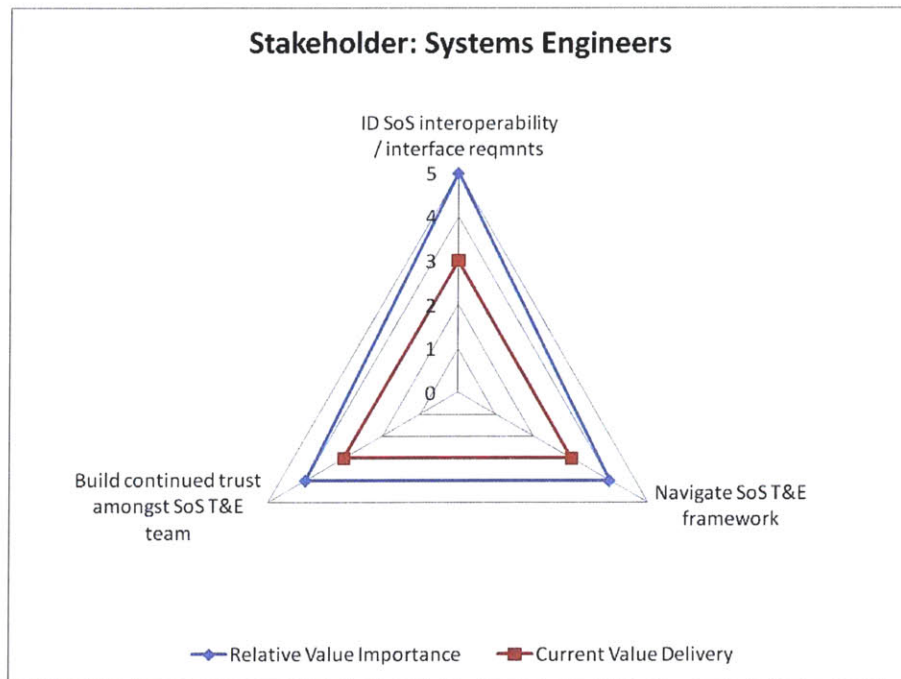 Stakeholder: Systems Engineers
ID SoS interoperability
/ interface reqmnts
5
4
3
2
1
0
Build continued trust
amongst SoS T&E
team
Navigate SoS T&E
framework
Relative Value Importance
Current Value Delivery